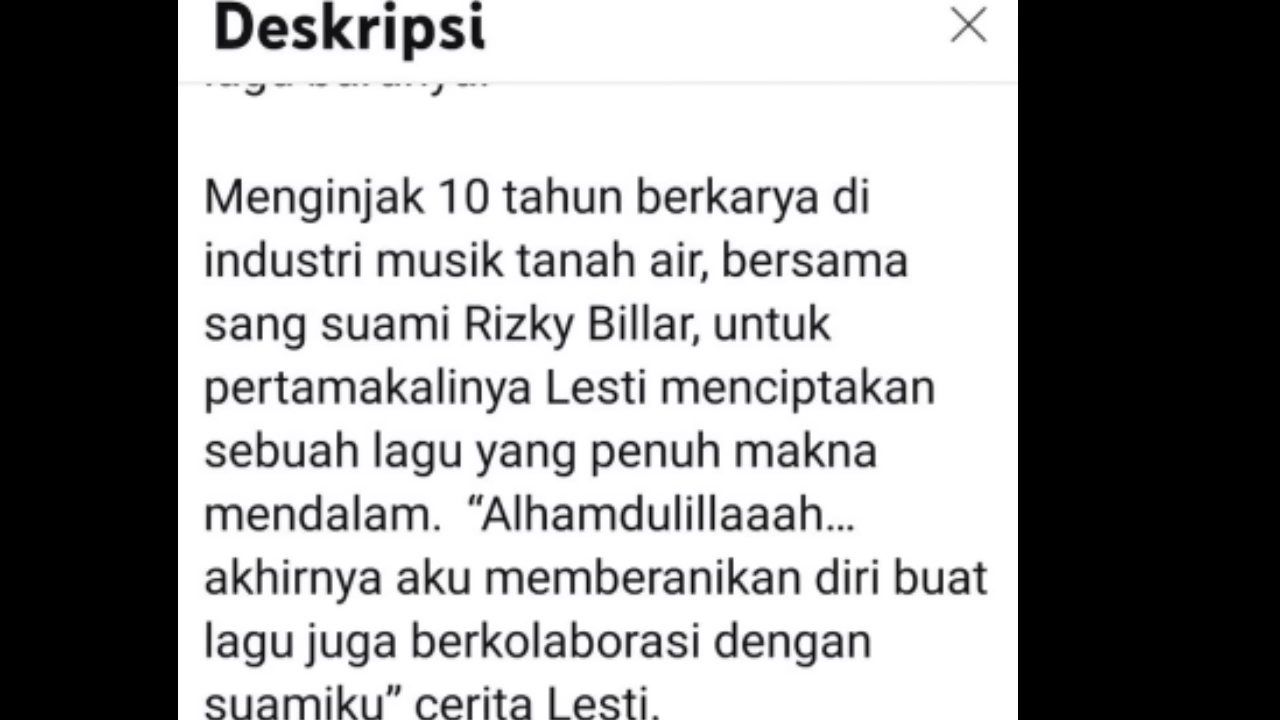 Deskripsi
Menginjak 10 tahun berkarya di
industri musik tanah air, bersama
sang suami Rizky Billar, untuk
pertamakalinya Lesti menciptakan
sebuah lagu yang penuh makna
mendalam.  “Alhamdulillaaah…
akhirnya aku memberanikan diri buat
lagu juga berkolaborasi dengan
suamiku” cerita Lesti.